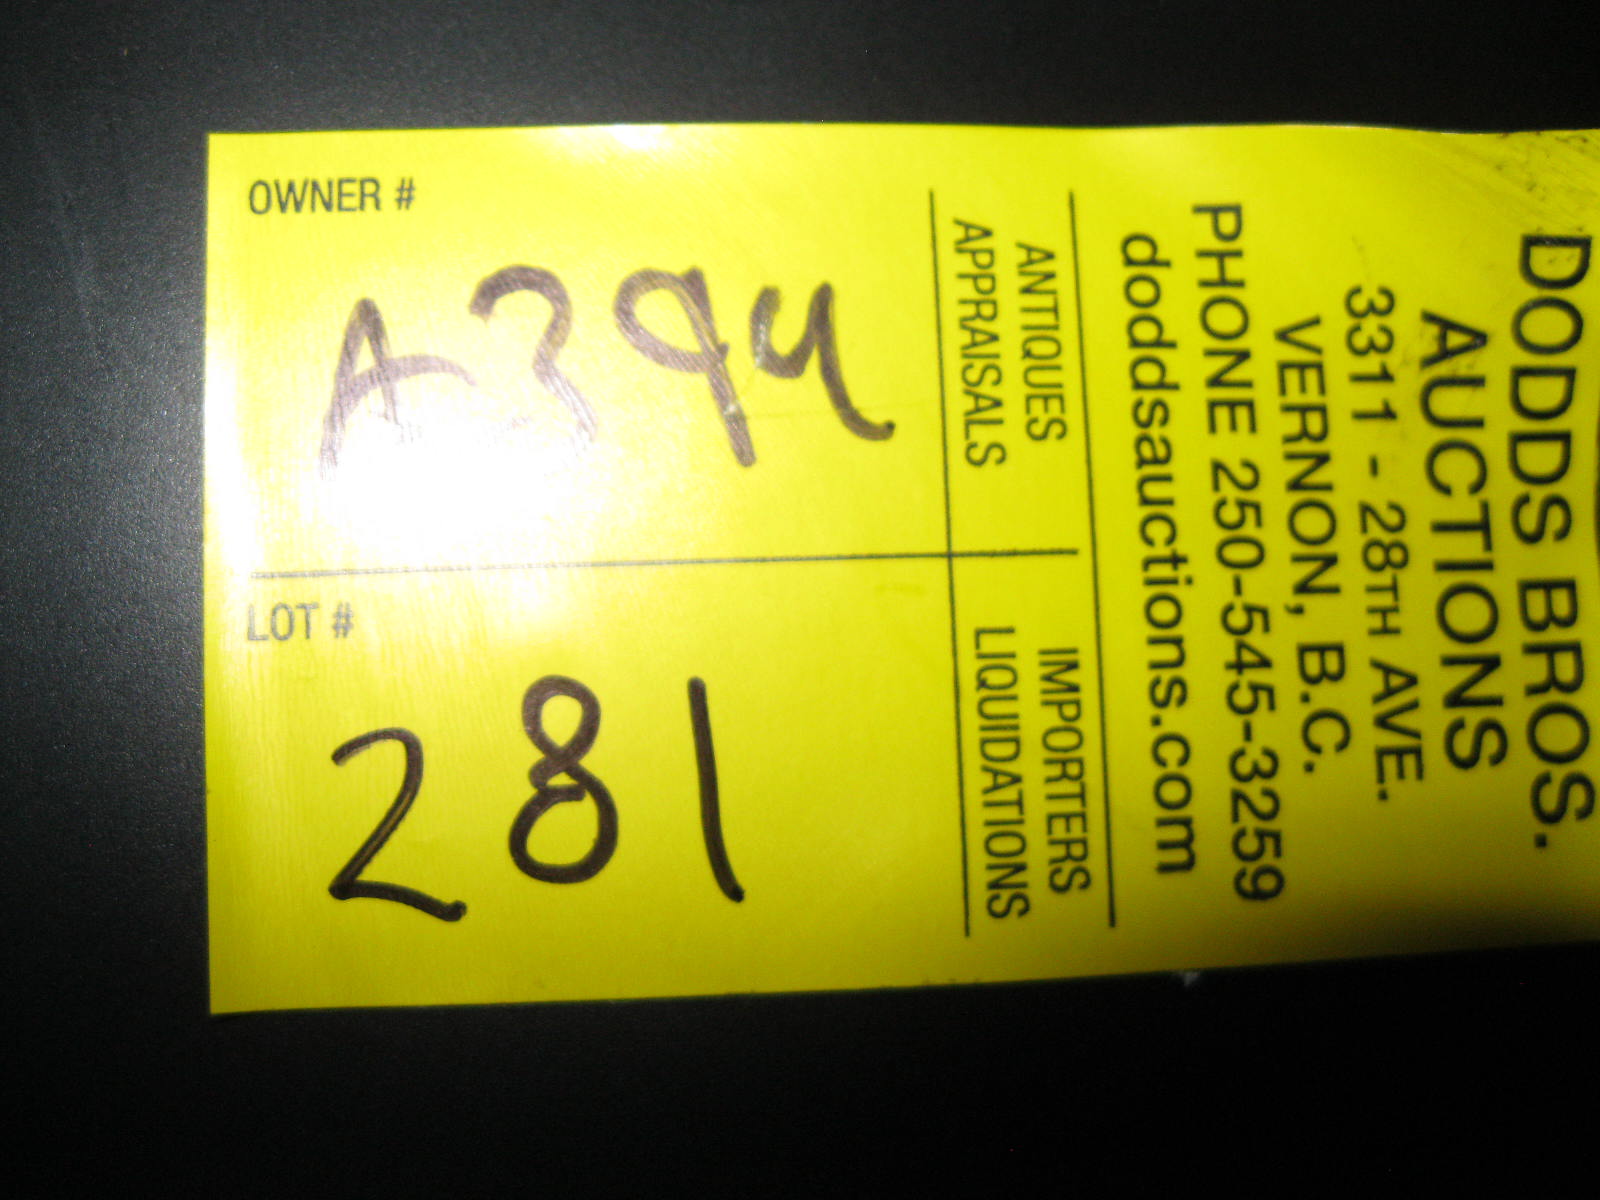 DODDS BROS.
AUCTIONS
3311 - 28TH AVE.
VERNON, B.C.
PHONE 250-545-3259
doddsauctions.com
ANTIQUES
APPRAISALS
IMPORTERS
LIQUIDATIONS
OWNER #
A394
LOT #
281